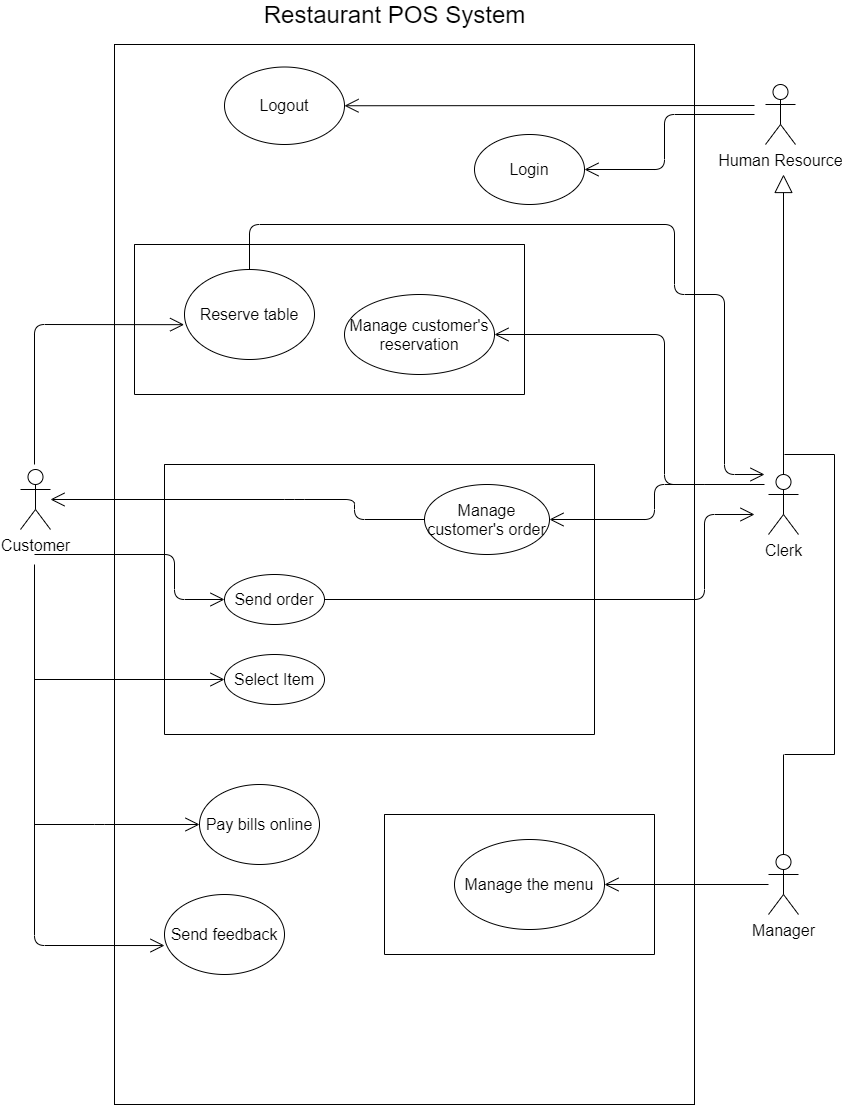 Restaurant POS System
Logout
Human Resource
Login
Reserve table
Manage customer's
reservation
Manage
customer's order
Customer
Clerk
Send order
Select Item
Pay bills online
Manage the menu
Manager
Send feedback